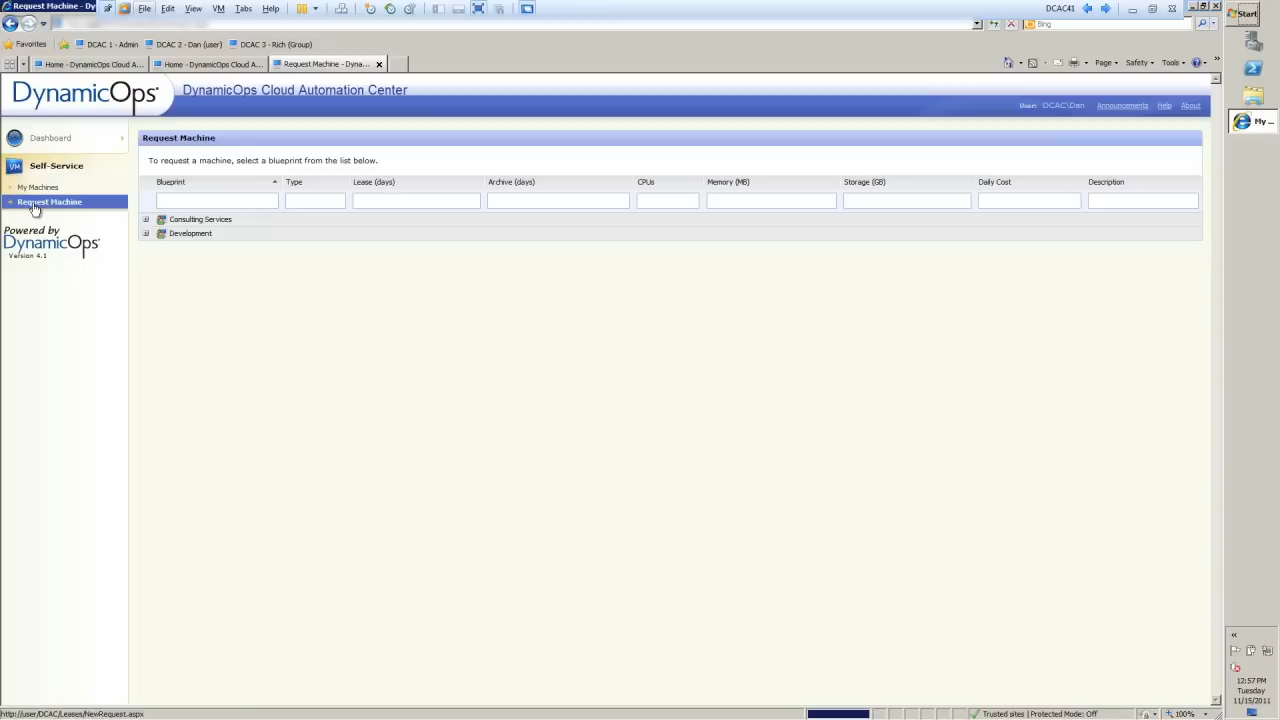 Request Machine - Dy
File Edit View VM Tabs Help
DCAC41
Start
Bing
Favorites DCAC 1 - Admin DCAC 2 - Dan (user) DCAC 3 - Rich (Group)
Home - DynamicOps Cloud A... Home - DynamicOps Cloud A... Request Machine - Dyna...
Page Safety Tools
DynamicOps
DynamicOps Cloud Automation Center
User: DCAC\Dan Announcements Help About
My ...
Dashboard
Self-Service
My Machines
Request Machine
Powered by
DynamicOps
Version 4.1
Request Machine
To request a machine, select a blueprint from the list below.
Blueprint Type Lease (days) Archive (days) CPUs Memory (MB) Storage (GB) Daily Cost Description
Consulting Services
Development
http://user/DCAC/Leases/NewRequest.aspx
Trusted sites | Protected Mode: Off
100%
12:57 PM
Tuesday
11/15/2011